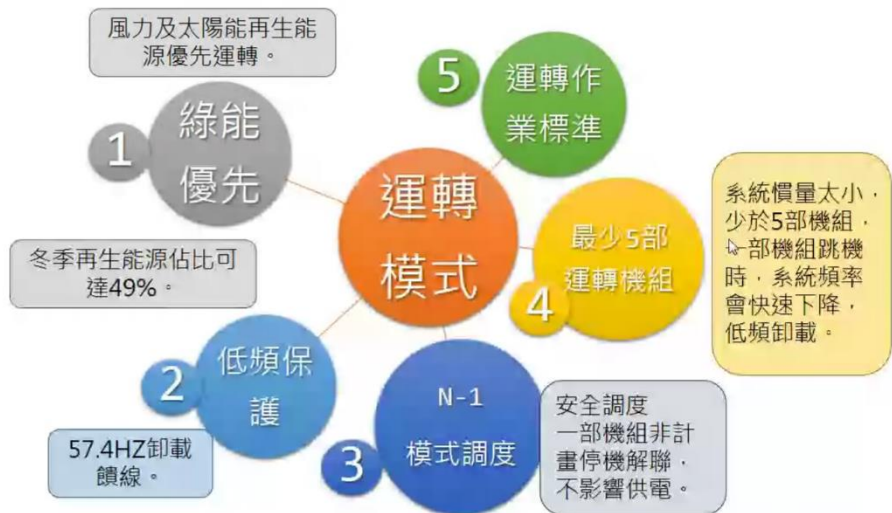 風力及太陽能再生能
源優先運轉。
1
綠能
優先
冬季再生能源佔比可
達49%。
2
低頻保
護
57.4HZ卸載
饋線。
3
N-1
模式調度
安全調度
一部機組非計
畫停機解聯，
不影響供電。
4
最少5部
運轉機組
系統慣量太小，
少於5部機組，
一部機組跳機
時，系統頻率
會快速下降，
低頻卸載。
5
運轉作
業標準
運轉
模式